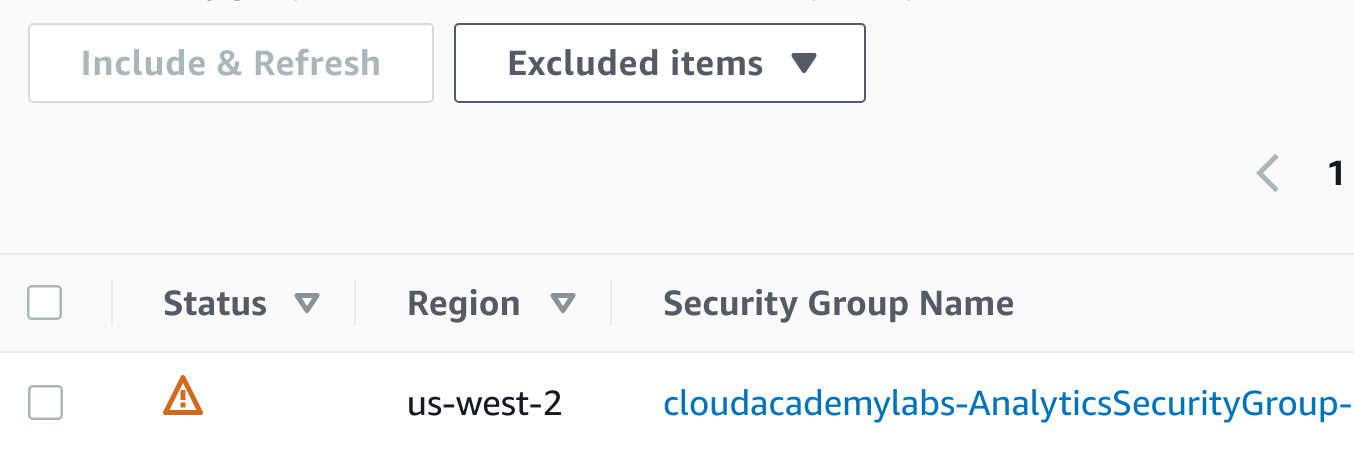 Include & Refresh
Excluded items
1
Status
Region
Security Group Name
us-west-2
cloudacademylabs-AnalyticsSecurityGroup-